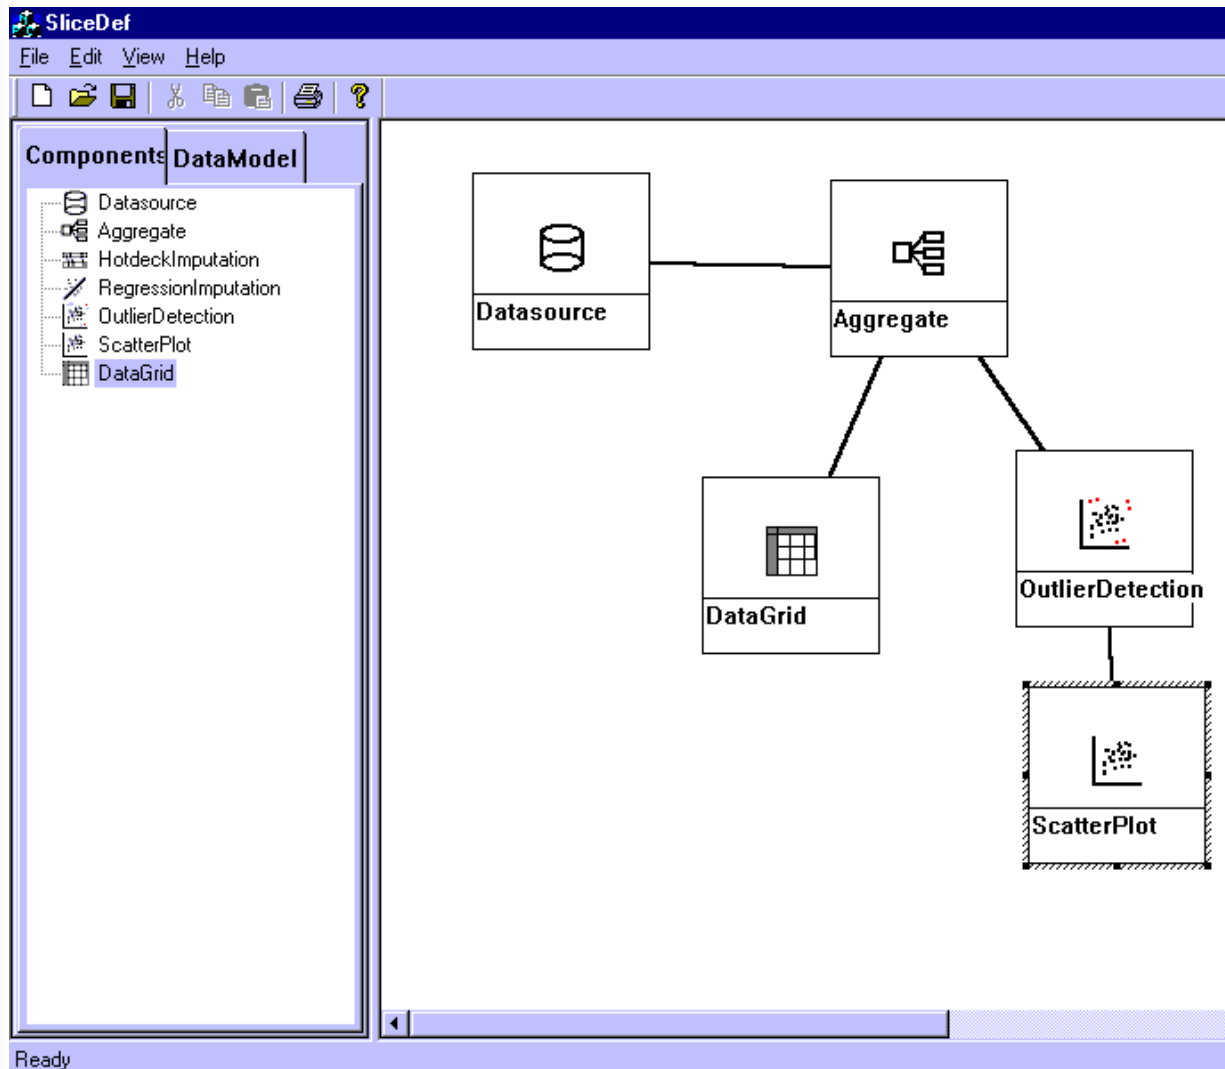 SliceDef
File Edit View Help
Components DataModel
Datasource
Aggregate
HotdeckImputation
RegressionImputation
OutlierDetection
ScatterPlot
DataGrid
Datasource
Aggregate
DataGrid
OutlierDetection
ScatterPlot
Ready